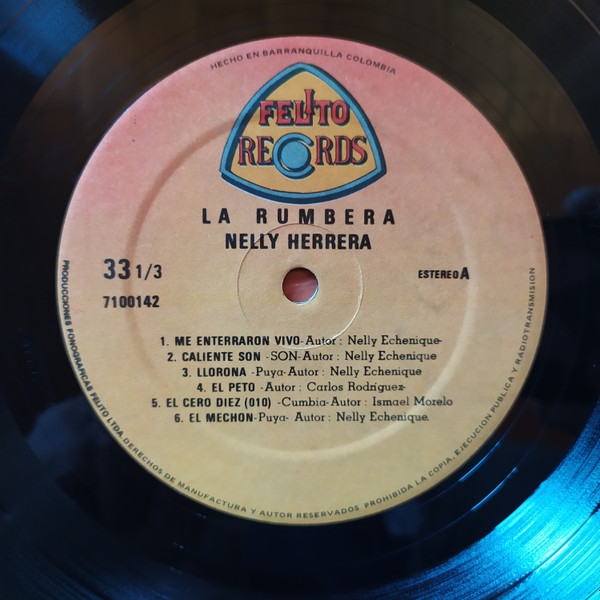 HECHO EN BARRANQUILLA COLOMBIA
FELITO
RECORDS
LA RUMBERA
NELLY HERRERA
33 1/3
ESTEREO A
7100142
1. ME ENTERRARON VIVO-Autor: Nelly Echenique-
2. CALIENTE SON -SON-Autor: Nelly Echenique
3. LLORONA -Puya-Autor: Nelly Echenique
4. EL PETO -Autor: Carlos Rodríguez-
5. EL CERO DIEZ (010) -Cumbia-Autor: Ismael Morelo
6. EL MECHON-Puya- Autor: Nelly Echenique.
PRODUCCIONES FONOGRAFICAS FELITO LTDA. DERECHOS DE MANUFACTURA Y AUTOR RESERVADOS. PROHIBIDA LA COPIA, EJECUCION PUBLICA Y RADIOTRANSMISION